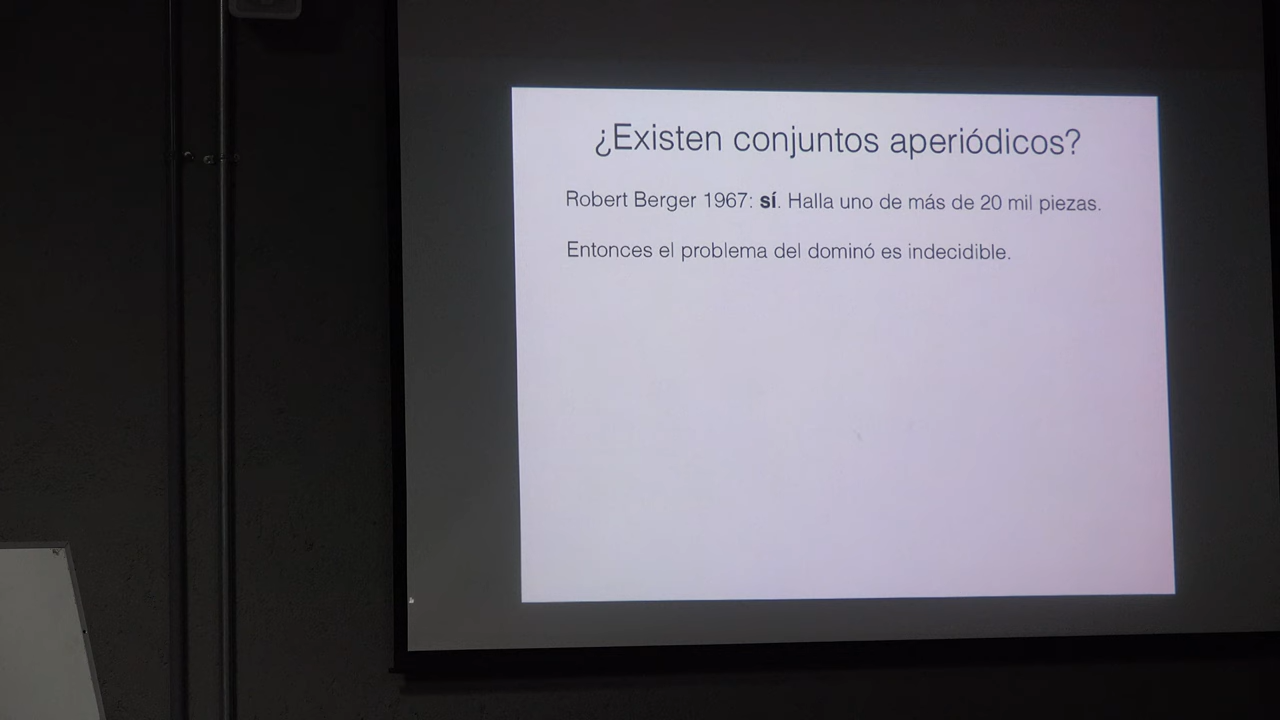 ¿Existen conjuntos aperiódicos?
Robert Berger 1967: sí. Halla uno de más de 20 mil piezas.
Entonces el problema del dominó es indecidible.